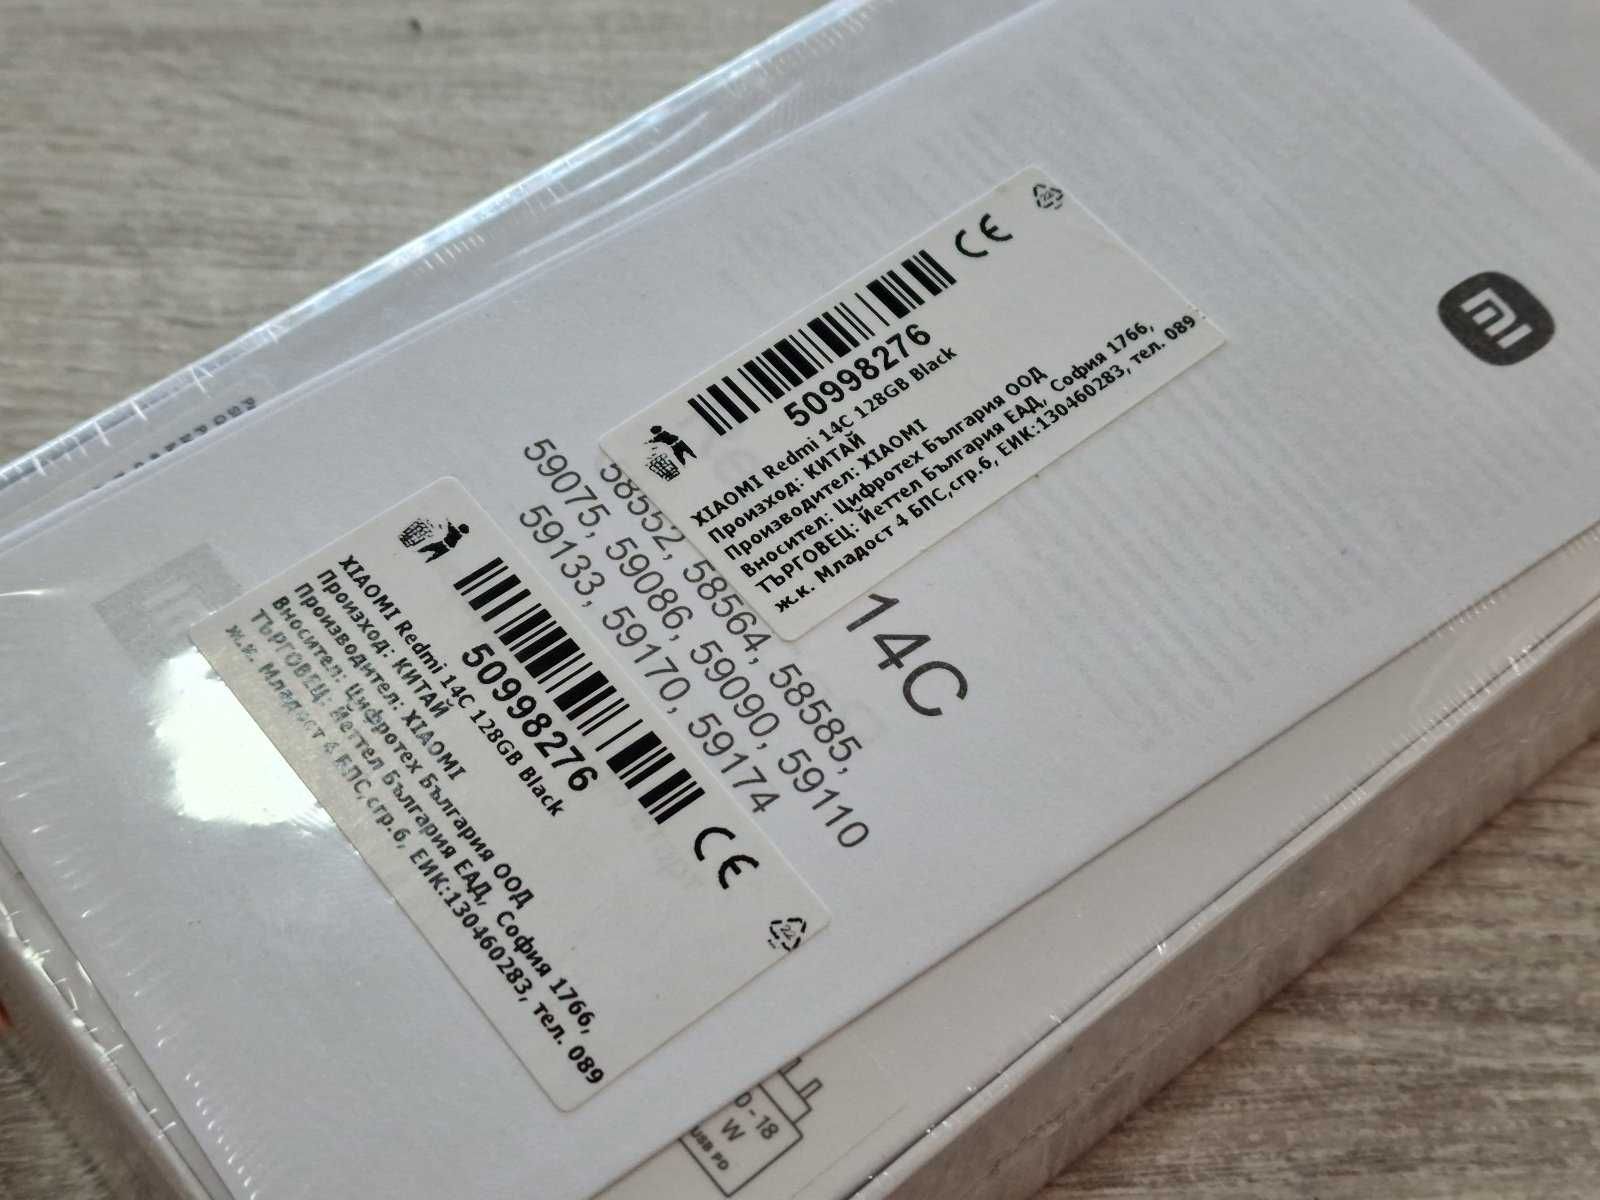 50998276
XIAOMI Redmi 14C 128GB Black
Произход: КИТАЙ
Производител: XIAOMI
Вносител: Цифротех България ООД
ТЪРГОВЕЦ: Йеттел България ЕАД, София 1766,
ж.к. Младост 4 БПС,сгр.6, ЕИК:130460283, тел. 089
14C
58552, 58564, 58585,
59075, 59086, 59090, 59110
59133, 59170, 59174
50998276
XIAOMI Redmi 14C 128GB Black
Произход: КИТАЙ
Производител: XIAOMI
Вносител: Цифротех България ООД
ТЪРГОВЕЦ: Йеттел България ЕАД, София 1766,
ж.к. Младост 4 БПС,сгр.6, ЕИК:130460283, тел. 089
- 18
W
USB PD